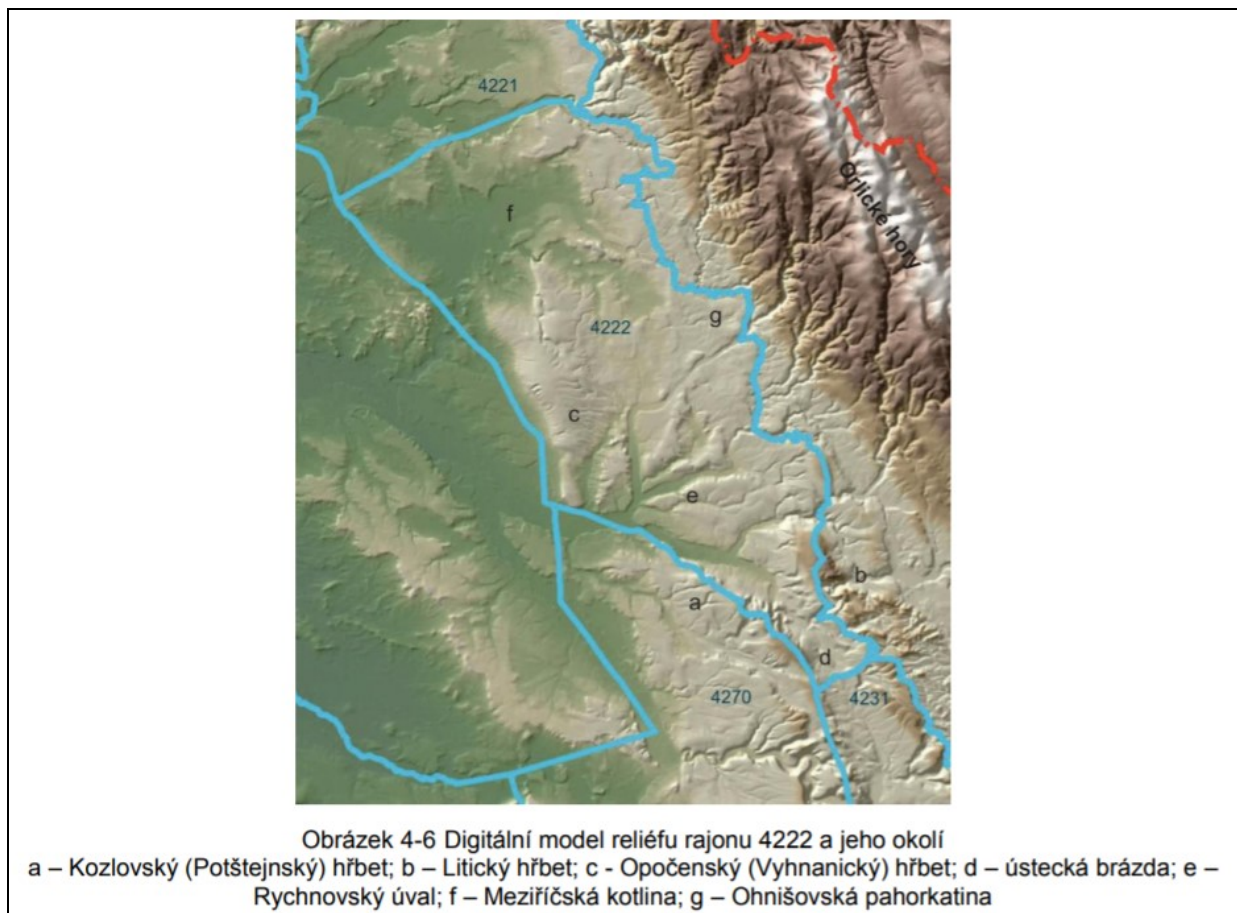 4221
Orlické hory
f
g
4222
c
e
b
a
d
4270
4231
Obrázek 4-6 Digitální model reliéfu rajonu 4222 a jeho okolí
a – Kozlovský (Potštejnský) hřbet; b – Litický hřbet; c - Opočenský (Vyhnanický) hřbet; d – ústecká brázda; e –
Rychnovský úval; f – Meziříčská kotlina; g – Ohnišovská pahorkatina